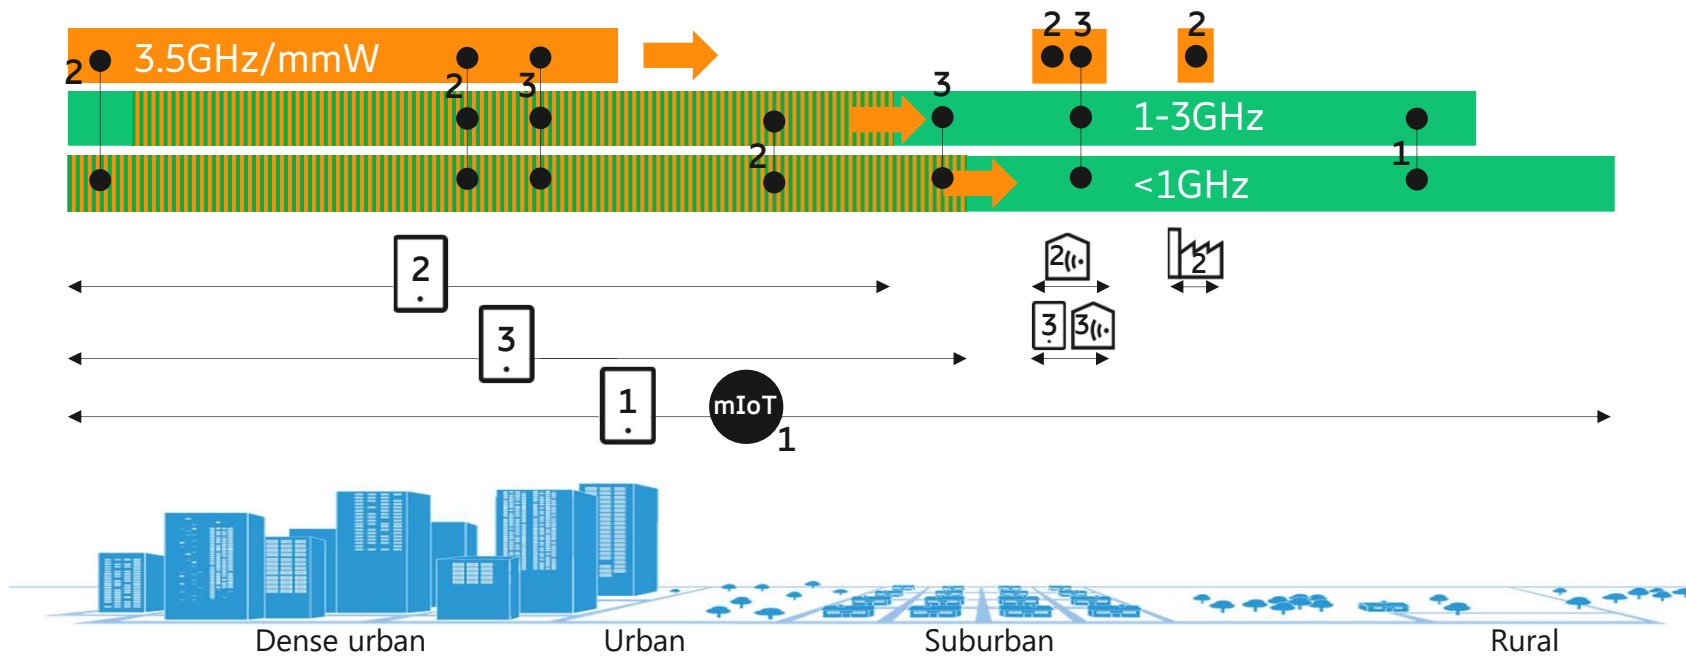 2 3 2
3.5GHz/mmW
2
2 3 3
1-3GHz
2 1
<1GHz
2 2 2
3 3 3
1 mIoT 1
Dense urban Urban Suburban Rural